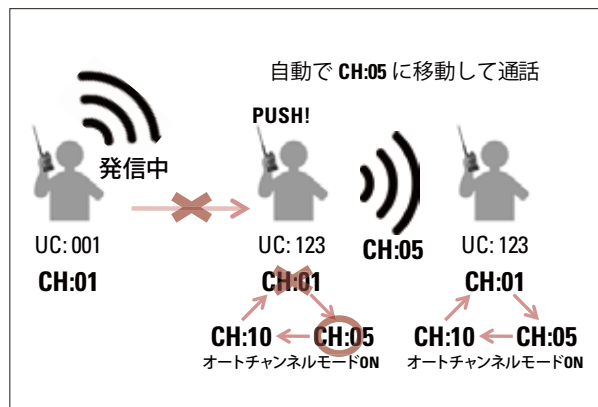 自動で CH:05 に移動して通話
PUSH!
発信中
UC: 001
UC: 123
CH:05
UC: 123
CH:01
CH:01
CH:01
CH:10
CH:05
CH:10
CH:05
オートチャンネルモードON
オートチャンネルモードON